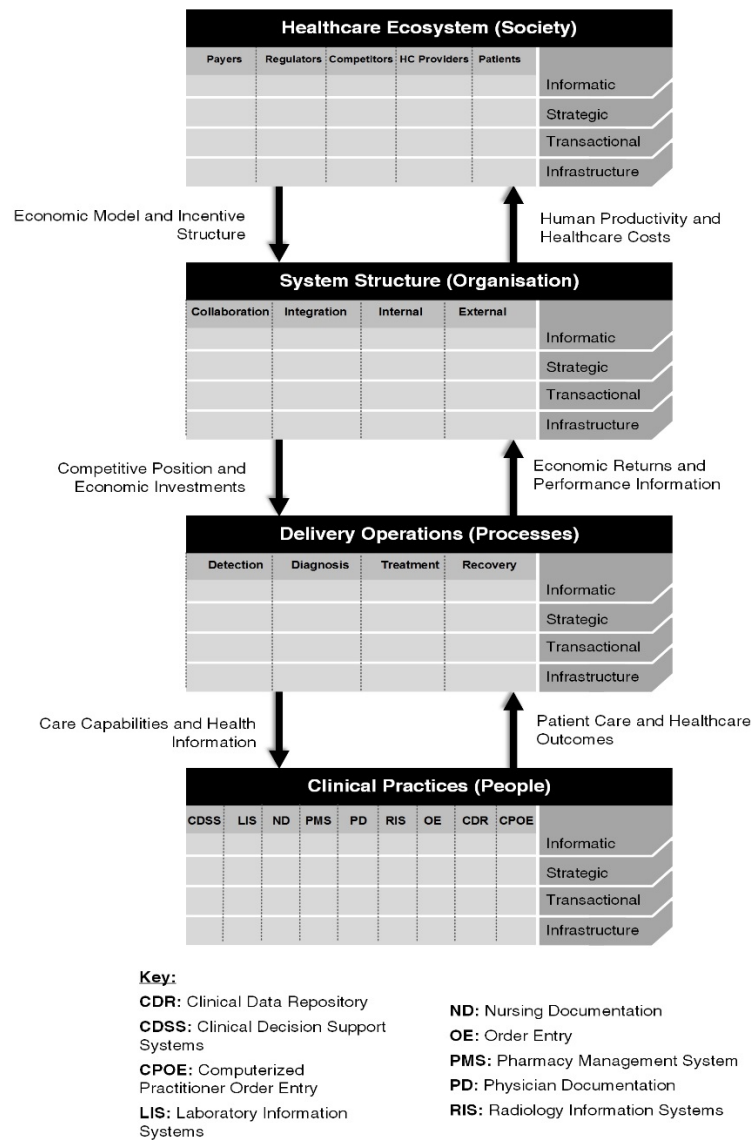 Healthcare Ecosystem (Society)
Payers Regulators Competitors HC Providers Patients
Informatic
Strategic
Transactional
Infrastructure
Economic Model and Incentive
Structure
Human Productivity and
Healthcare Costs
System Structure (Organisation)
Collaboration Integration Internal External
Informatic
Strategic
Transactional
Infrastructure
Competitive Position and
Economic Investments
Economic Returns and
Performance Information
Delivery Operations (Processes)
Detection Diagnosis Treatment Recovery
Informatic
Strategic
Transactional
Infrastructure
Care Capabilities and Health
Information
Patient Care and Healthcare
Outcomes
Clinical Practices (People)
CDSS LIS ND PMS PD RIS OE CDR CPOE
Informatic
Strategic
Transactional
Infrastructure
Key:
CDR: Clinical Data Repository
CDSS: Clinical Decision Support
Systems
CPOE: Computerized
Practitioner Order Entry
LIS: Laboratory Information
Systems
ND: Nursing Documentation
OE: Order Entry
PMS: Pharmacy Management System
PD: Physician Documentation
RIS: Radiology Information Systems